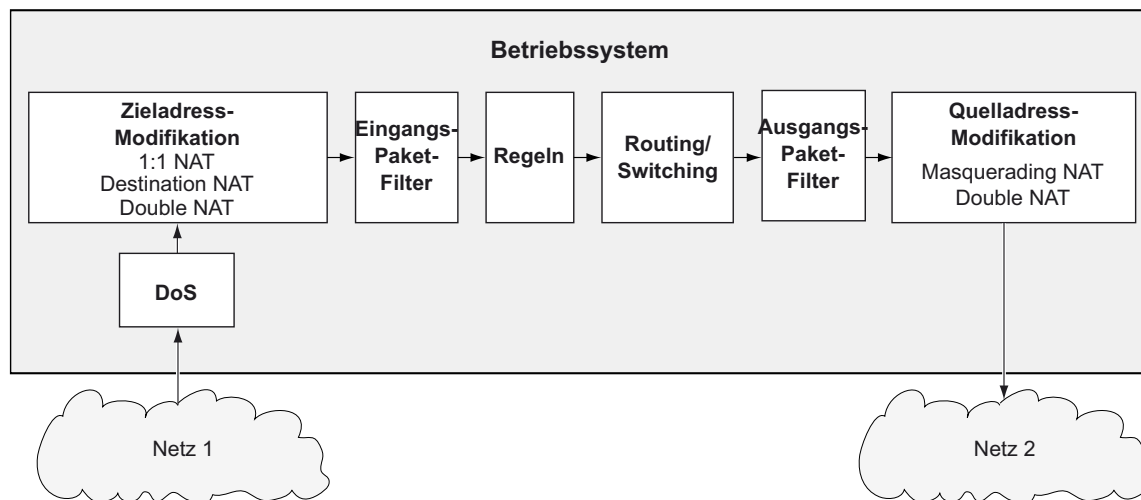 Betriebssystem
Zieladress-
Modifikation
1:1 NAT
Destination NAT
Double NAT
Eingangs-
Paket-
Filter
Regeln
Routing/
Switching
Ausgangs-
Paket-
Filter
Quelladress-
Modifikation
Masquerading NAT
Double NAT
DoS
Netz 1
Netz 2